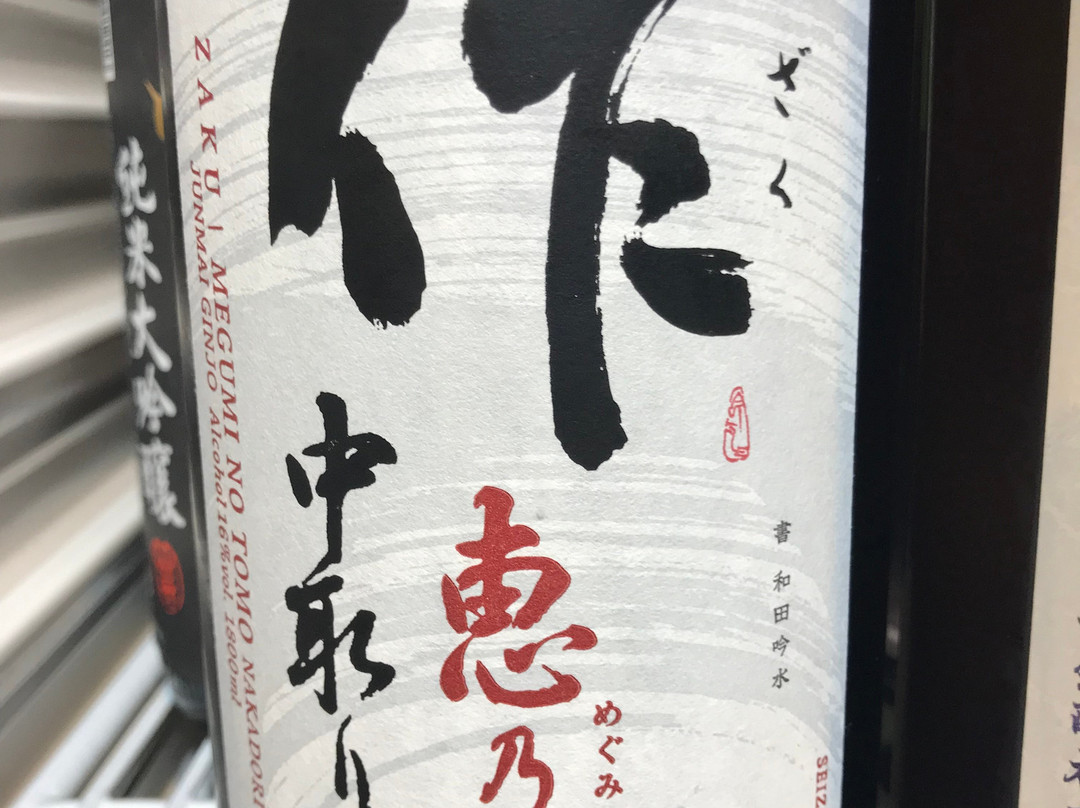 作
ざく
中取り
恵乃
めぐみ
書 和田吟水
ZAKU - MEGUMI NO TOMO NAKADORI
JUNMAI GINJO Alcohol 16%vol. 1800ml
SEIZ
純米大吟醸